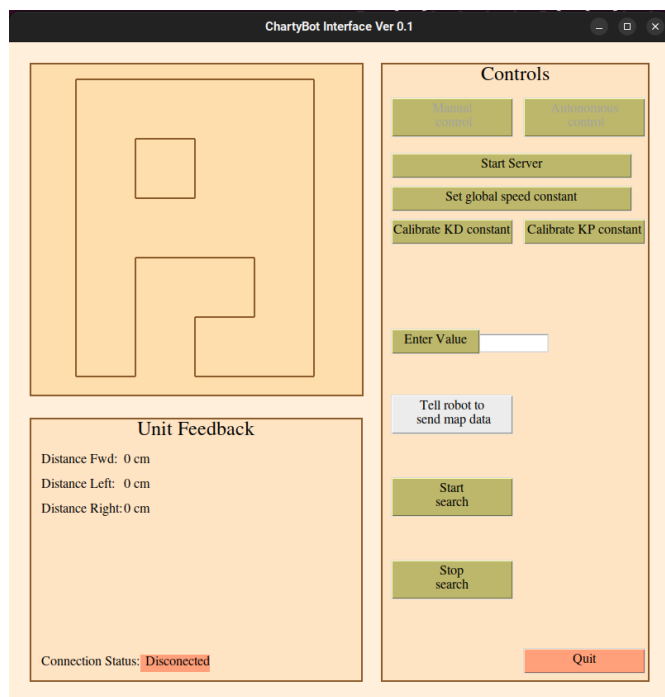 ChartyBot Interface Ver 0.1
Controls
Manual
control
Autonomous
control
Start Server
Set global speed constant
Calibrate KD constant
Calibrate KP constant
Enter Value
Tell robot to
send map data
Start
search
Stop
search
Quit
Unit Feedback
Distance Fwd: 0 cm
Distance Left: 0 cm
Distance Right: 0 cm
Connection Status: Disconected